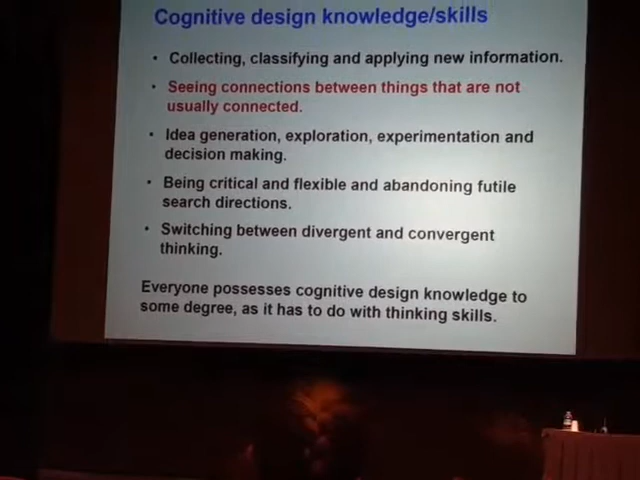 Cognitive design knowledge/skills
• Collecting, classifying and applying new information.
• Seeing connections between things that are not
usually connected.
• Idea generation, exploration, experimentation and
decision making.
• Being critical and flexible and abandoning futile
search directions.
• Switching between divergent and convergent
thinking.
Everyone possesses cognitive design knowledge to
some degree, as it has to do with thinking skills.